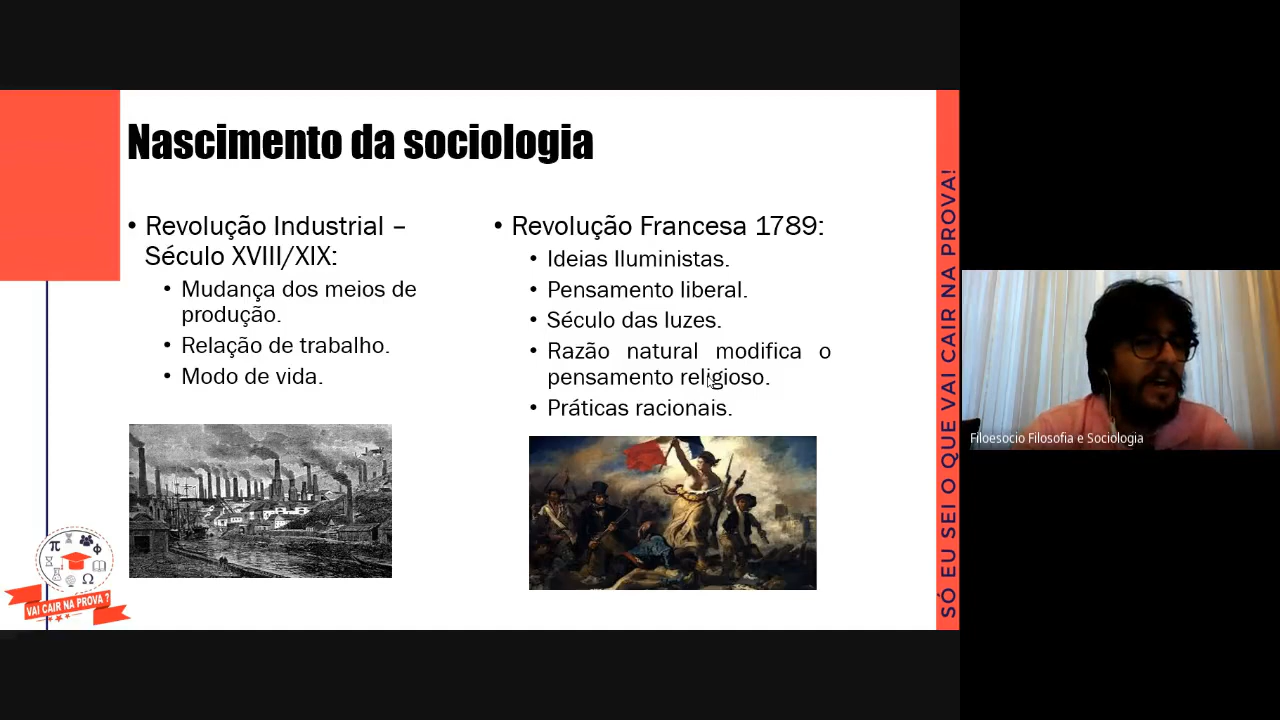 Nascimento da sociologia
• Revolução Industrial –
Século XVIII/XIX:
• Mudança dos meios de
produção.
• Relação de trabalho.
• Modo de vida.
• Revolução Francesa 1789:
• Ideias Iluministas.
• Pensamento liberal.
• Século das luzes.
• Razão natural modifica o
pensamento religioso.
• Práticas racionais.
π
Ω
VAI CAIR NA PROVA ?
SÓ EU SEI O QUE VAI CAIR NA PROVA!
Filoesocio Filosofia e Sociologia